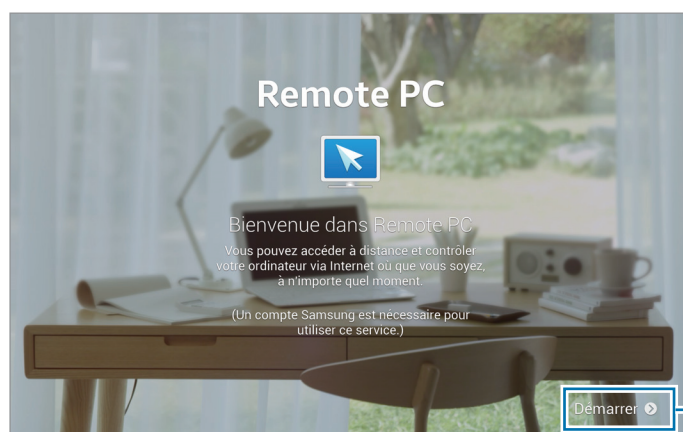 Remote PC
Bienvenue dans Remote PC
Vous pouvez accéder à distance et contrôler
votre ordinateur via Internet où que vous soyez,
à n'importe quel moment.
(Un compte Samsung est nécessaire pour
utiliser ce service.)
Démarrer